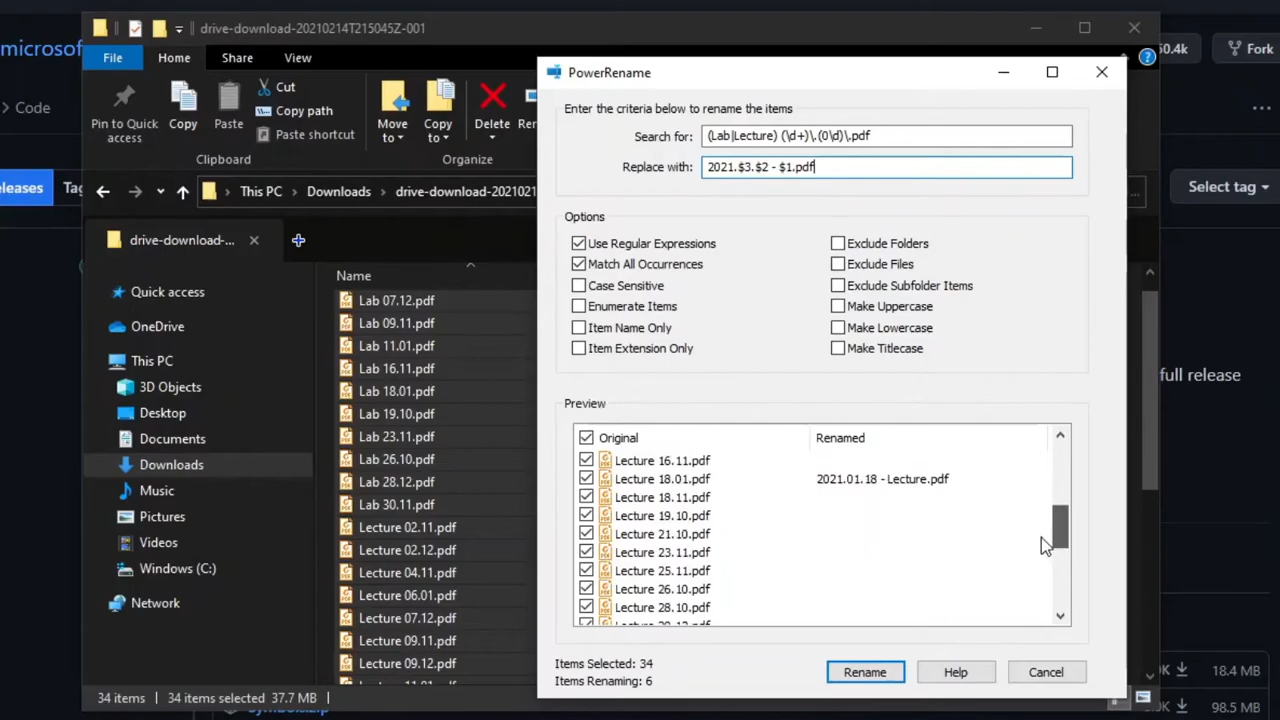 microsof
drive-download-20210214T215045Z-001
50.4k
Fork
> Code
File
Home
Share
View
Pin to Quick
access
Copy
Paste
Cut
Copy path
Paste shortcut
Move
to
Copy
to
Delete
Ren
Clipboard
Organize
eleases
Tag
Select tag
This PC > Downloads > drive-download-2021021
drive-download-...
Quick access
OneDrive
This PC
3D Objects
Desktop
Documents
Downloads
Music
Pictures
Videos
Windows (C:)
Network
Name
Lab 07.12.pdf
Lab 09.11.pdf
Lab 11.01.pdf
Lab 16.11.pdf
Lab 18.01.pdf
Lab 19.10.pdf
Lab 23.11.pdf
Lab 26.10.pdf
Lab 28.12.pdf
Lab 30.11.pdf
Lecture 02.11.pdf
Lecture 02.12.pdf
Lecture 04.11.pdf
Lecture 06.01.pdf
Lecture 07.12.pdf
Lecture 09.11.pdf
Lecture 09.12.pdf
34 items
34 items selected 37.7 MB
PowerRename
Enter the criteria below to rename the items
Search for: (Lab|Lecture) (\d+)\.(0\d)\.pdf
Replace with: 2021.$3.$2 - $1.pdf
Options
Use Regular Expressions
Match All Occurrences
Case Sensitive
Enumerate Items
Item Name Only
Item Extension Only
Exclude Folders
Exclude Files
Exclude Subfolder Items
Make Uppercase
Make Lowercase
Make Titlecase
Preview
Original
Renamed
Lecture 16.11.pdf
Lecture 18.01.pdf
2021.01.18 - Lecture.pdf
Lecture 18.11.pdf
Lecture 19.10.pdf
Lecture 21.10.pdf
Lecture 23.11.pdf
Lecture 25.11.pdf
Lecture 26.10.pdf
Lecture 28.10.pdf
Items Selected: 34
Items Renaming: 6
Rename
Help
Cancel
full release
18.4 MB
98.5 MB